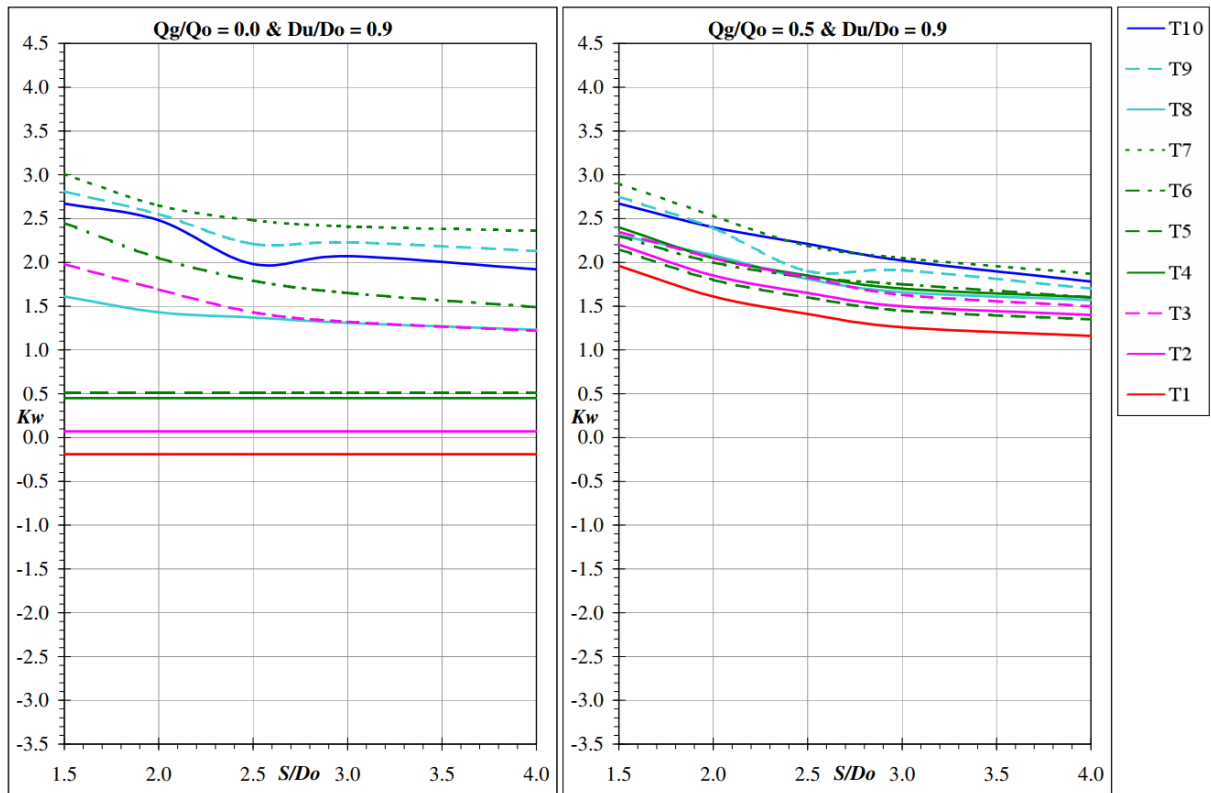 Qg/Qo = 0.0 & Du/Do = 0.9
4.5
4.0
3.5
3.0
2.5
2.0
1.5
1.0
0.5
Kw
0.0
-0.5
-1.0
-1.5
-2.0
-2.5
-3.0
-3.5
1.5 2.0 2.5 S/Do 3.0 3.5 4.0
Qg/Qo = 0.5 & Du/Do = 0.9
4.5
4.0
3.5
3.0
2.5
2.0
1.5
1.0
0.5
Kw
0.0
-0.5
-1.0
-1.5
-2.0
-2.5
-3.0
-3.5
1.5 2.0 2.5 S/Do 3.0 3.5 4.0
T10
T9
T8
T7
T6
T5
T4
T3
T2
T1